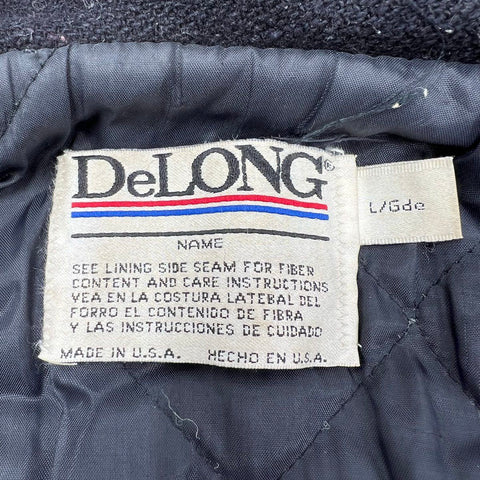 DeLONG®
L/Gde
NAME
SEE LINING SIDE SEAM FOR FIBER
CONTENT AND CARE INSTRUCTIONS
VEA EN LA COSTURA LATEBAL DEL
FORRO EL CONTENIDO DE FIBRA
Y LAS INSTRUCCIONES DE CUIDADO
MADE IN U.S.A. HECHO EN U.S.A.